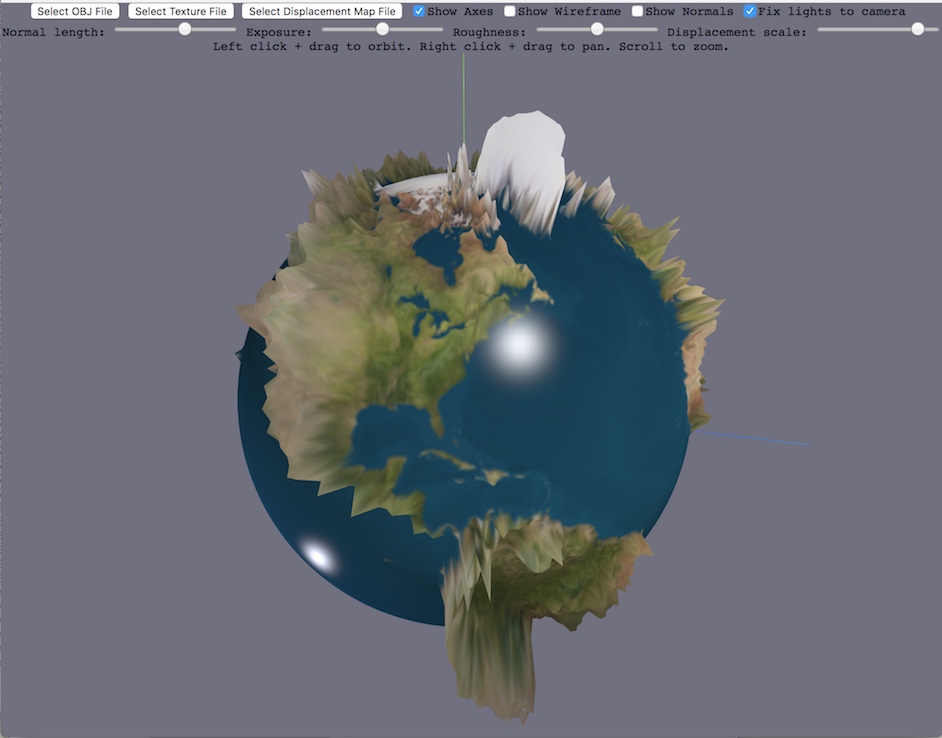 Select OBJ File Select Texture File Select Displacement Map File Show Axes Show Wireframe Show Normals Fix lights to camera
Normal length: Exposure: Roughness: Displacement scale:
Left click + drag to orbit. Right click + drag to pan. Scroll to zoom.